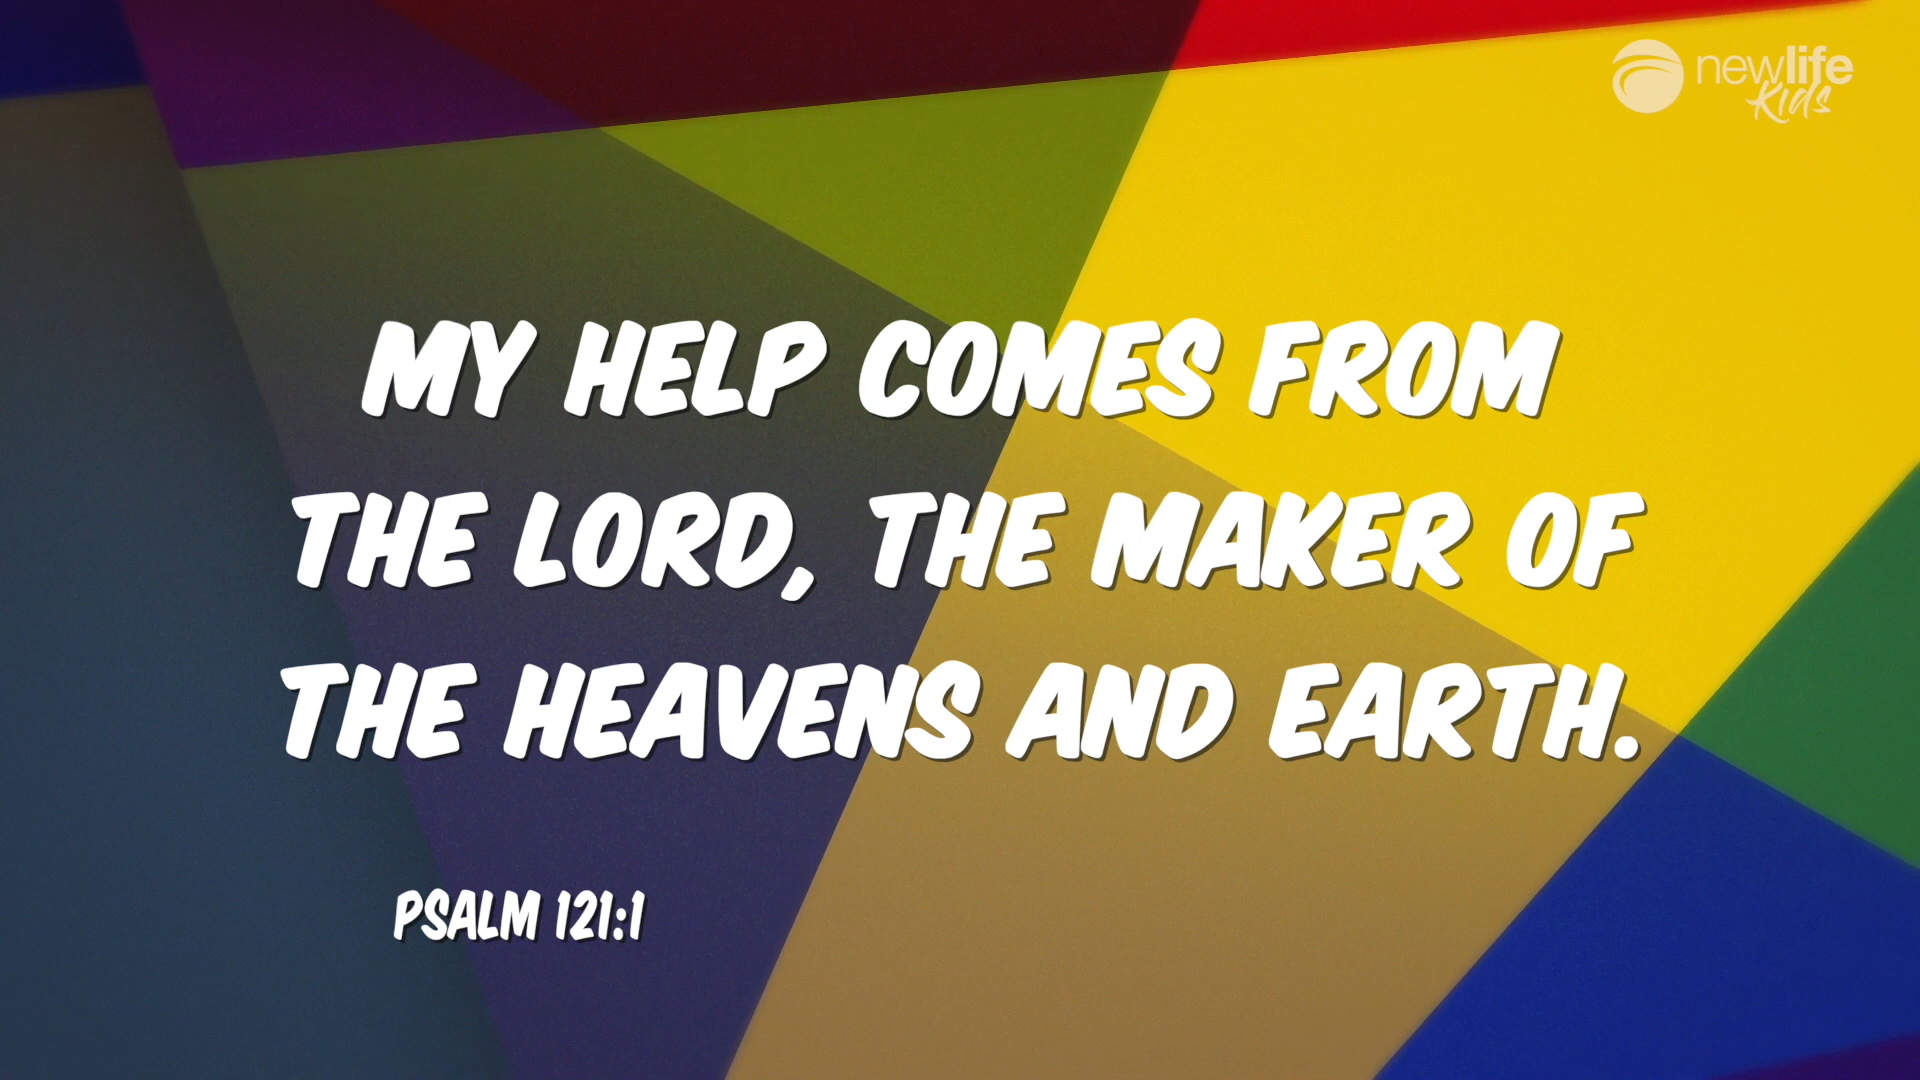 newlife
Kids
MY HELP COMES FROM
THE LORD, THE MAKER OF
THE HEAVENS AND EARTH.
PSALM 121:1